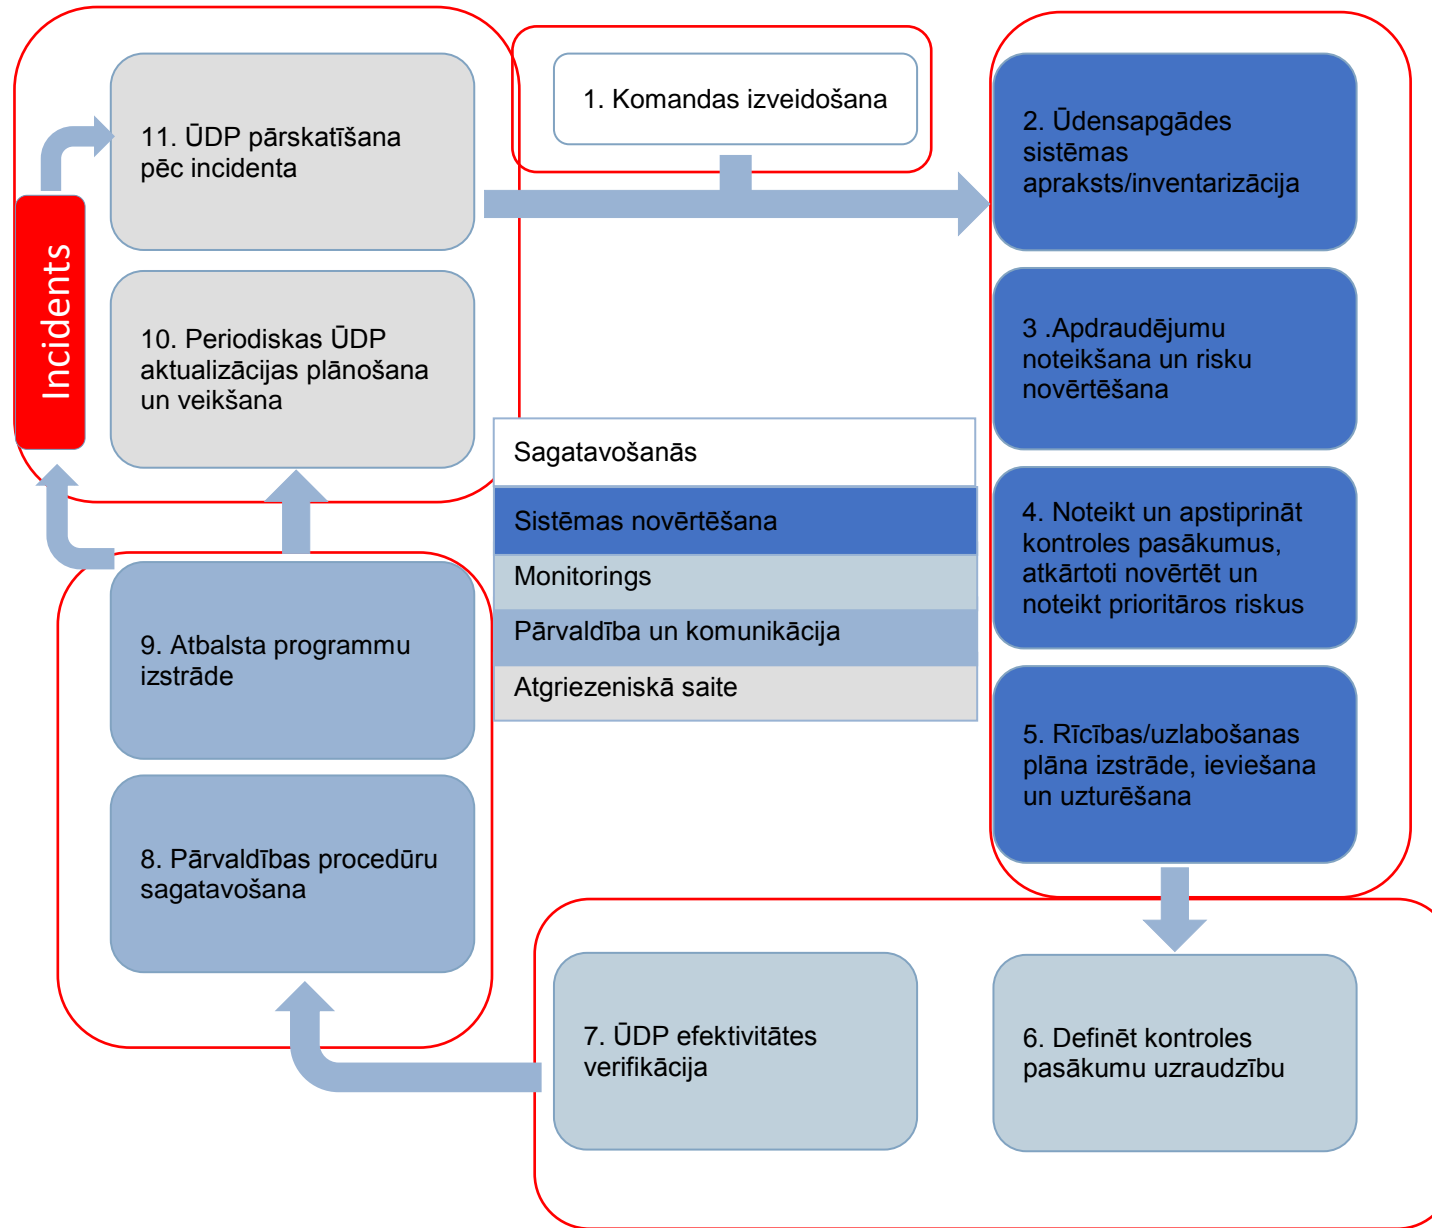 1. Komandas izveidošana
2. Ūdensapgādes
sistēmas
apraksts/inventarizācija
3 .Apdraudējumu
noteikšana un risku
novērtēšana
4. Noteikt un apstiprināt
kontroles pasākumus,
atkārtoti novērtēt un
noteikt prioritāros riskus
5. Rīcības/uzlabošanas
plāna izstrāde, ieviešana
un uzturēšana
6. Definēt kontroles
pasākumu uzraudzību
7. ŪDP efektivitātes
verifikācija
8. Pārvaldības procedūru
sagatavošana
9. Atbalsta programmu
izstrāde
10. Periodiskas ŪDP
aktualizācijas plānošana
un veikšana
11. ŪDP pārskatīšana
pēc incidenta
Incidents
Sagatavošanās
Sistēmas novērtēšana
Monitorings
Pārvaldība un komunikācija
Atgriezeniskā saite